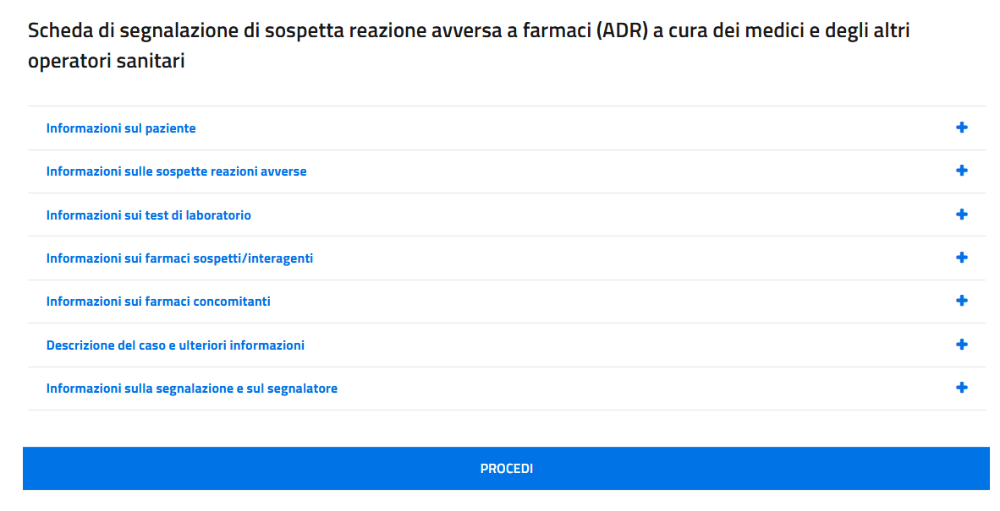 Scheda di segnalazione di sospetta reazione avversa a farmaci (ADR) a cura dei medici e degli altri
operatori sanitari
Informazioni sul paziente
Informazioni sulle sospette reazioni avverse
Informazioni sui test di laboratorio
Informazioni sui farmaci sospetti/interagenti
Informazioni sui farmaci concomitanti
Descrizione del caso e ulteriori informazioni
Informazioni sulla segnalazione e sul segnalatore
PROCEDI